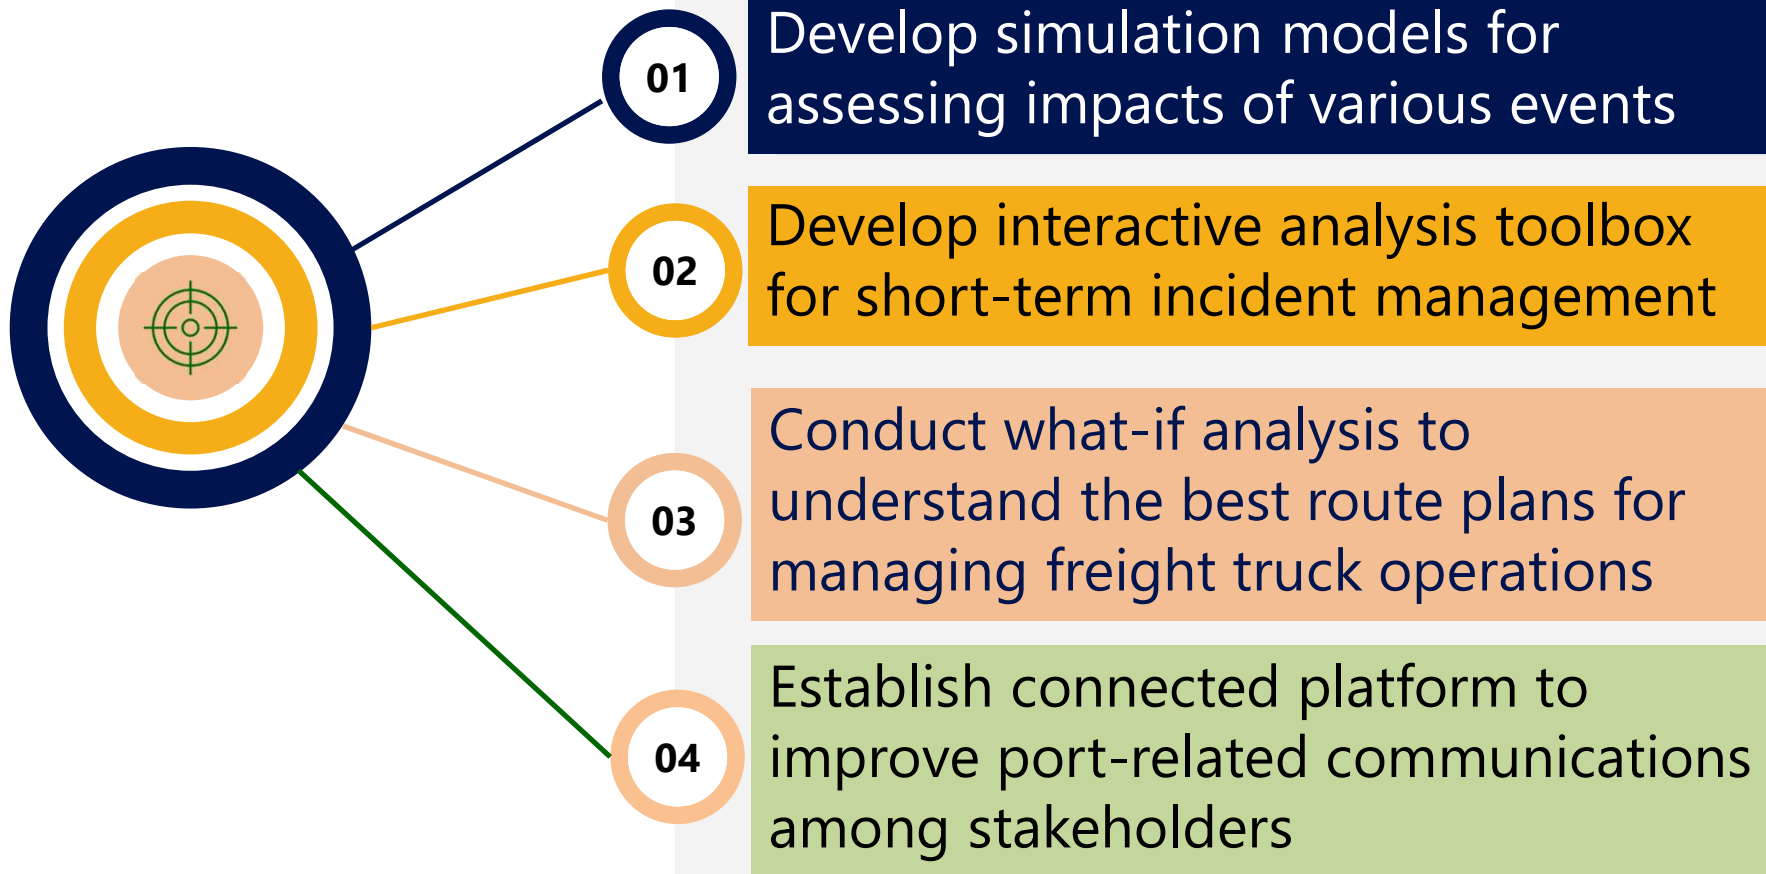 01
Develop simulation models for
assessing impacts of various events
02
Develop interactive analysis toolbox
for short-term incident management
03
Conduct what-if analysis to
understand the best route plans for
managing freight truck operations
04
Establish connected platform to
improve port-related communications
among stakeholders